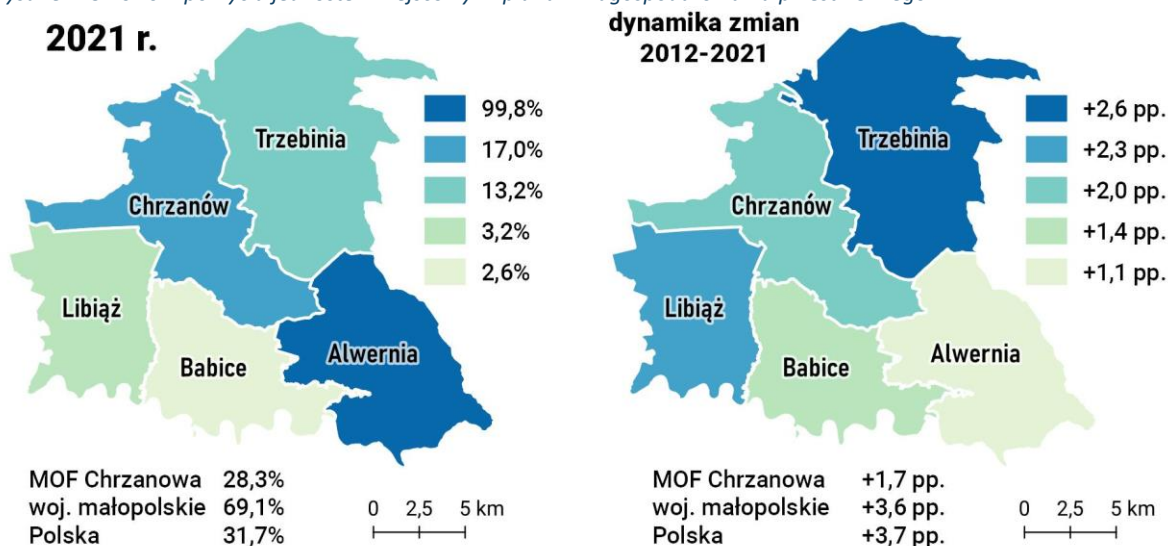 2021 r.
99,8%
17,0%
13,2%
3,2%
2,6%
Trzebinia
Chrzanów
Libiąż
Babice
Alwernia
MOF Chrzanowa 28,3%
woj. małopolskie 69,1%
Polska 31,7%
0 2,5 5 km
dynamika zmian
2012-2021
+2,6 pp.
+2,3 pp.
+2,0 pp.
+1,4 pp.
+1,1 pp.
Trzebinia
Chrzanów
Libiąż
Babice
Alwernia
MOF Chrzanowa +1,7 pp.
woj. małopolskie +3,6 pp.
Polska +3,7 pp.
0 2,5 5 km